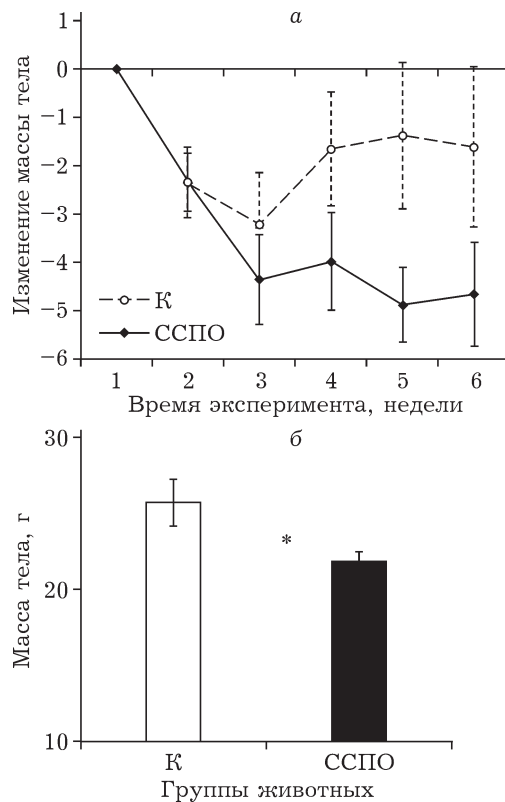 а
1
0
−1
−2
−3
−4
−5
−6
Изменение массы тела
К
ССПО
1 2 3 4 5 6
Время эксперимента, недели
б
30
20
10
Масса тела, г
*
К ССПО
Группы животных